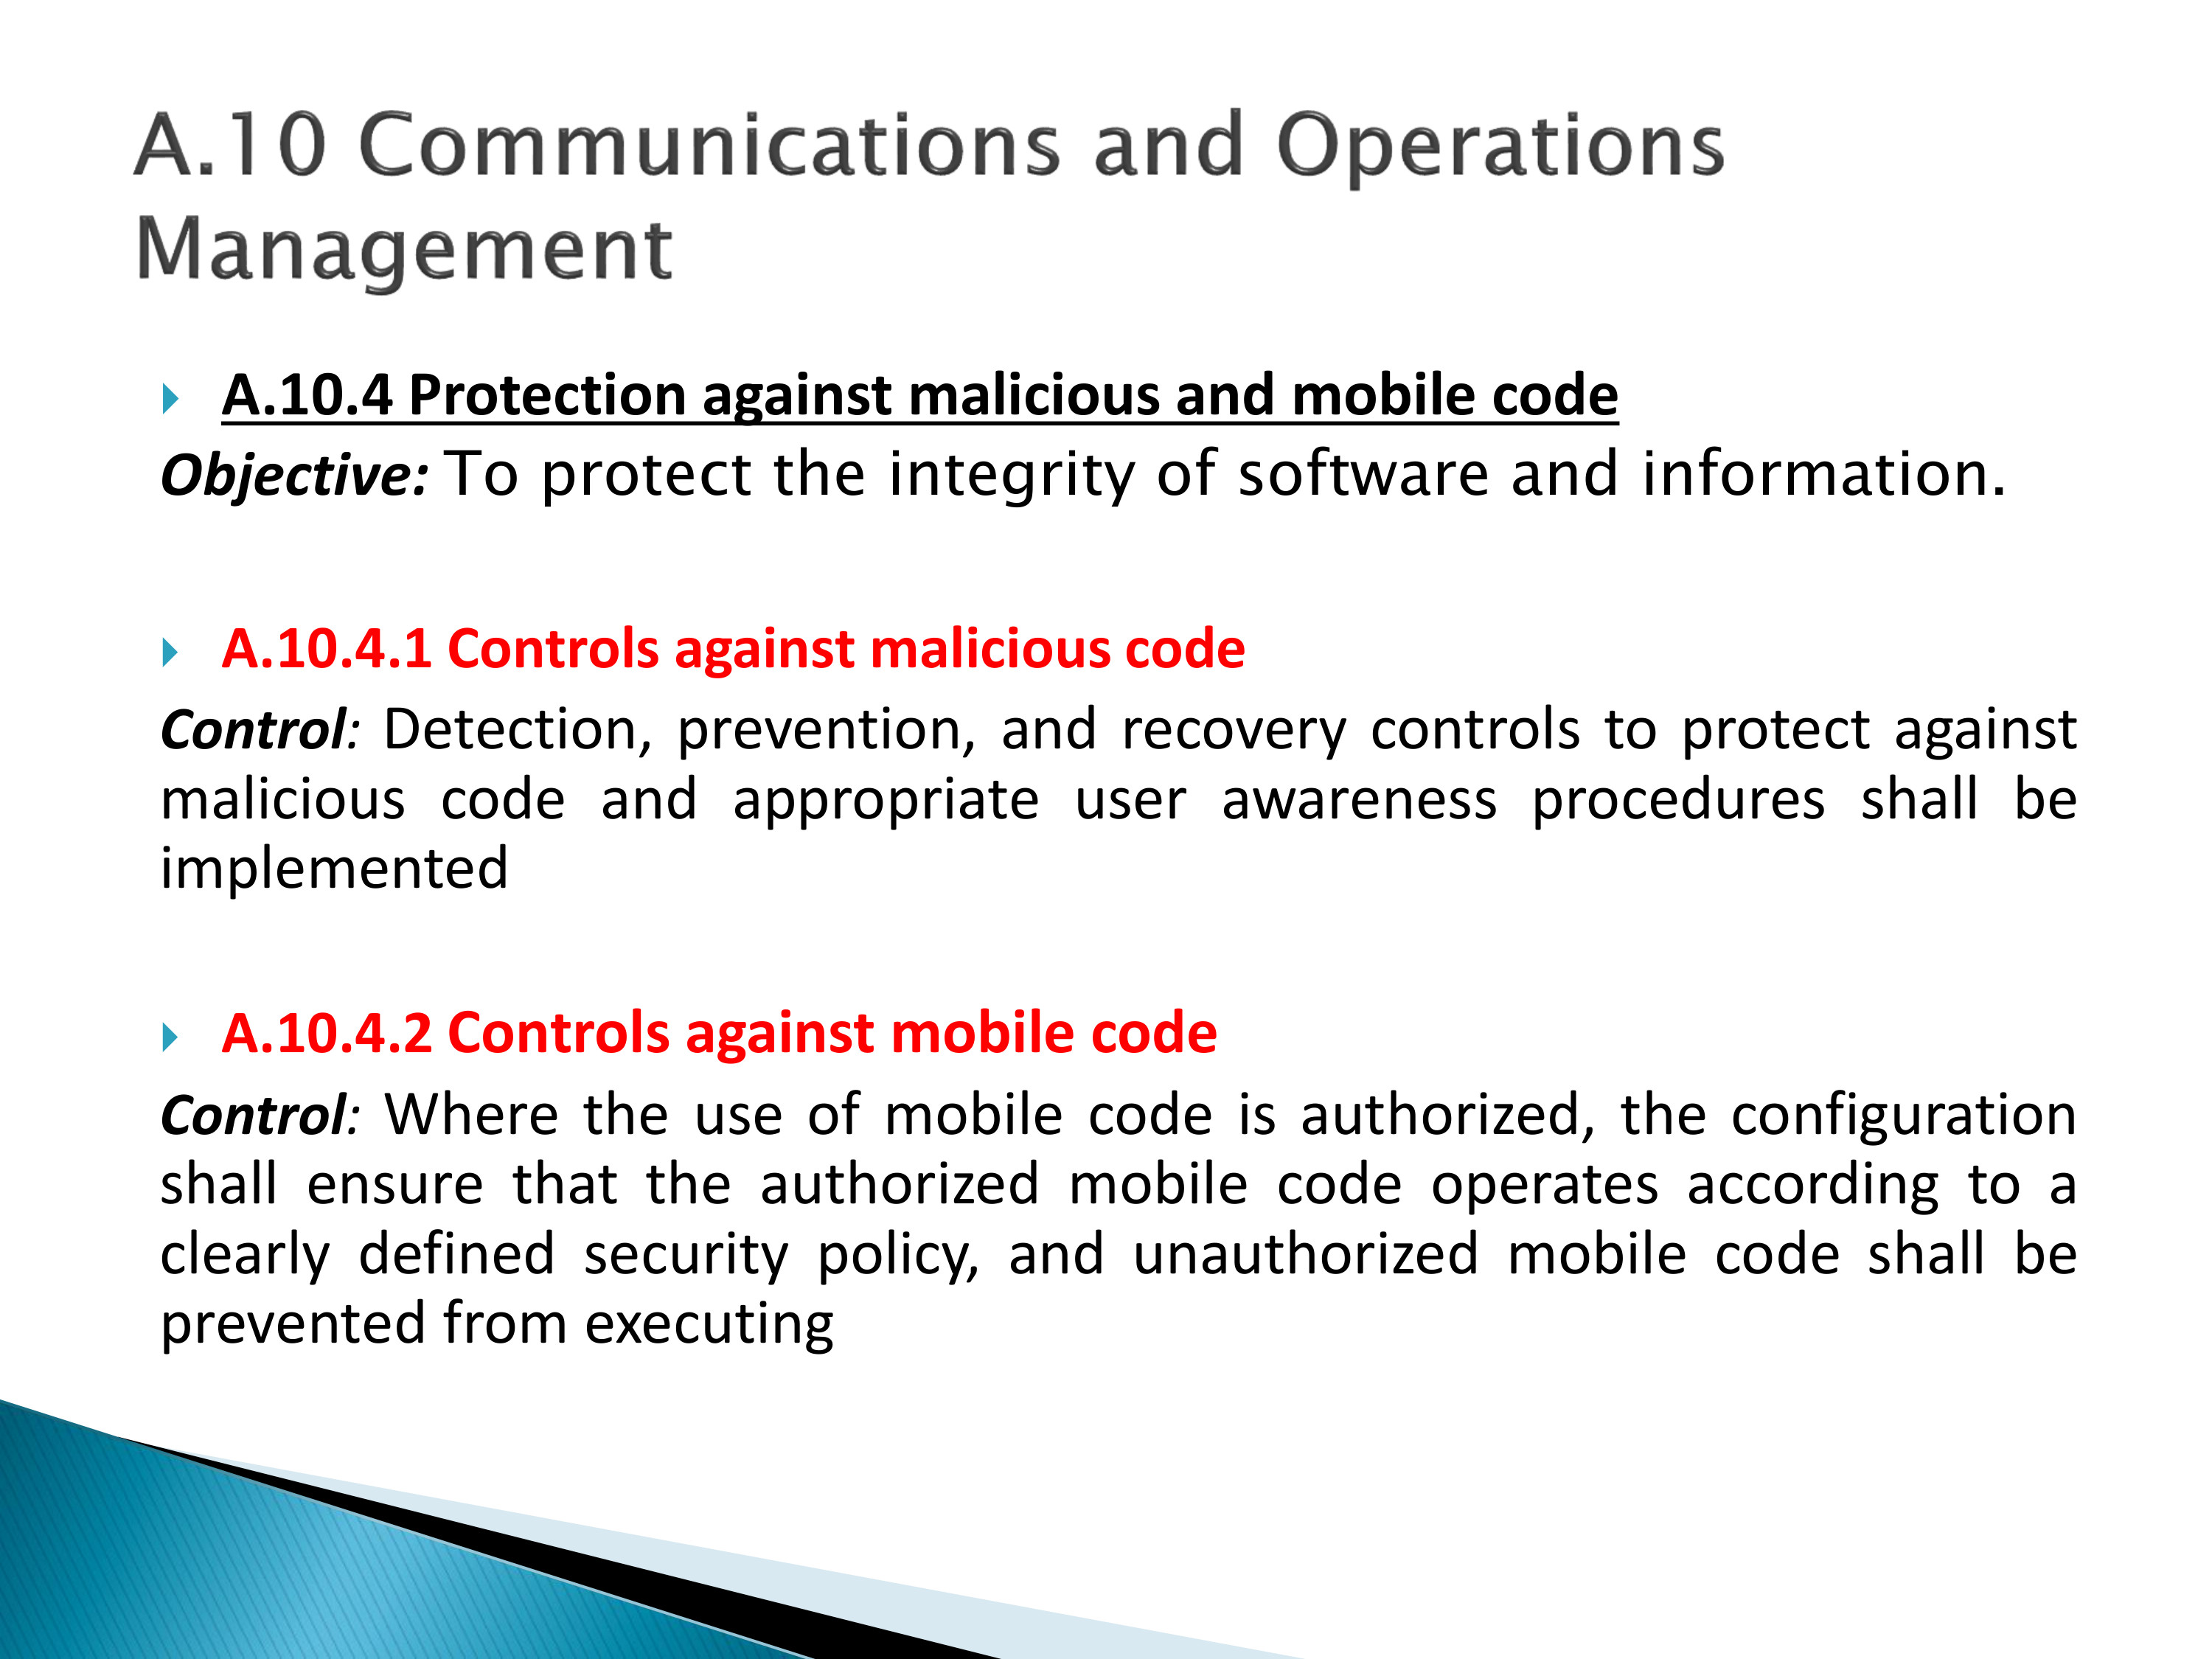 A.10 Communications and Operations
Management
A.10.4 Protection against malicious and mobile code
Objective: To protect the integrity of software and information.
A.10.4.1 Controls against malicious code
Control: Detection, prevention, and recovery controls to protect against
malicious code and appropriate user awareness procedures shall be
implemented
A.10.4.2 Controls against mobile code
Control: Where the use of mobile code is authorized, the configuration
shall ensure that the authorized mobile code operates according to a
clearly defined security policy, and unauthorized mobile code shall be
prevented from executing